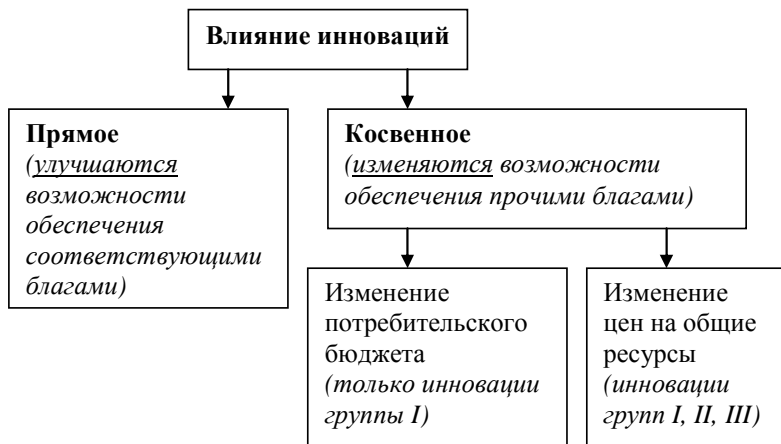 Влияние инноваций
Прямое
(улучшаются
возможности
обеспечения
соответствующими
благами)
Косвенное
(изменяются возможности
обеспечения прочими благами)
Изменение
потребительского
бюджета
(только инновации
группы I)
Изменение
цен на общие
ресурсы
(инновации
групп I, II, III)